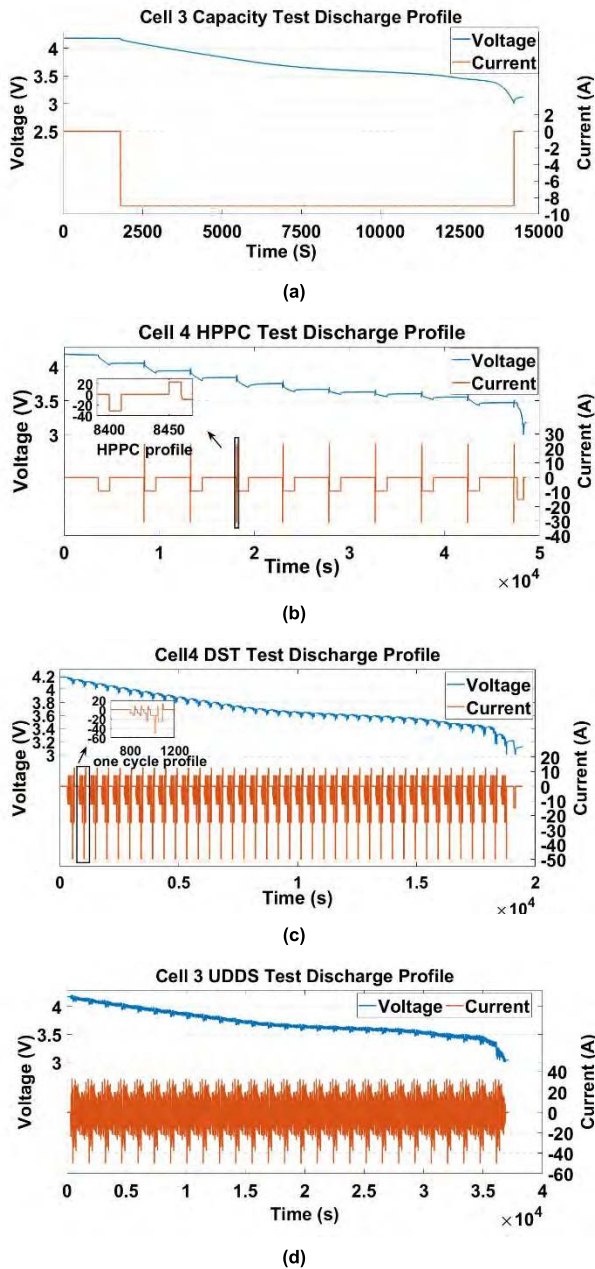 Cell 3 Capacity Test Discharge Profile
Voltage
Current
4
3.5
3
2.5
Voltage (V)
2
0
-2
-4
-6
-8
-10
Current (A)
0 2500 5000 7500 10000 12500 15000
Time (S)
(a)
Cell 4 HPPC Test Discharge Profile
Voltage
Current
4
3.5
3
Voltage (V)
20
0
-20
-40
8400 8450
HPPC profile
30
20
10
0
-10
-20
-30
-40
Current (A)
0 1 2 3 4 5
Time (s)
×10⁴
(b)
Cell4 DST Test Discharge Profile
Voltage
Current
4.2
4
3.8
3.6
3.4
3.2
3
Voltage (V)
20
0
-20
-40
-60
800 1200
one cycle profile
20
10
0
-10
-20
-30
-40
-50
Current (A)
0 0.5 1 1.5 2
Time (s)
×10⁴
(c)
Cell 3 UDDS Test Discharge Profile
Voltage Current
4
3.5
3
Voltage (V)
40
20
0
-20
-40
-60
Current (A)
0 0.5 1 1.5 2 2.5 3 3.5 4
Time (s)
×10⁴
(d)